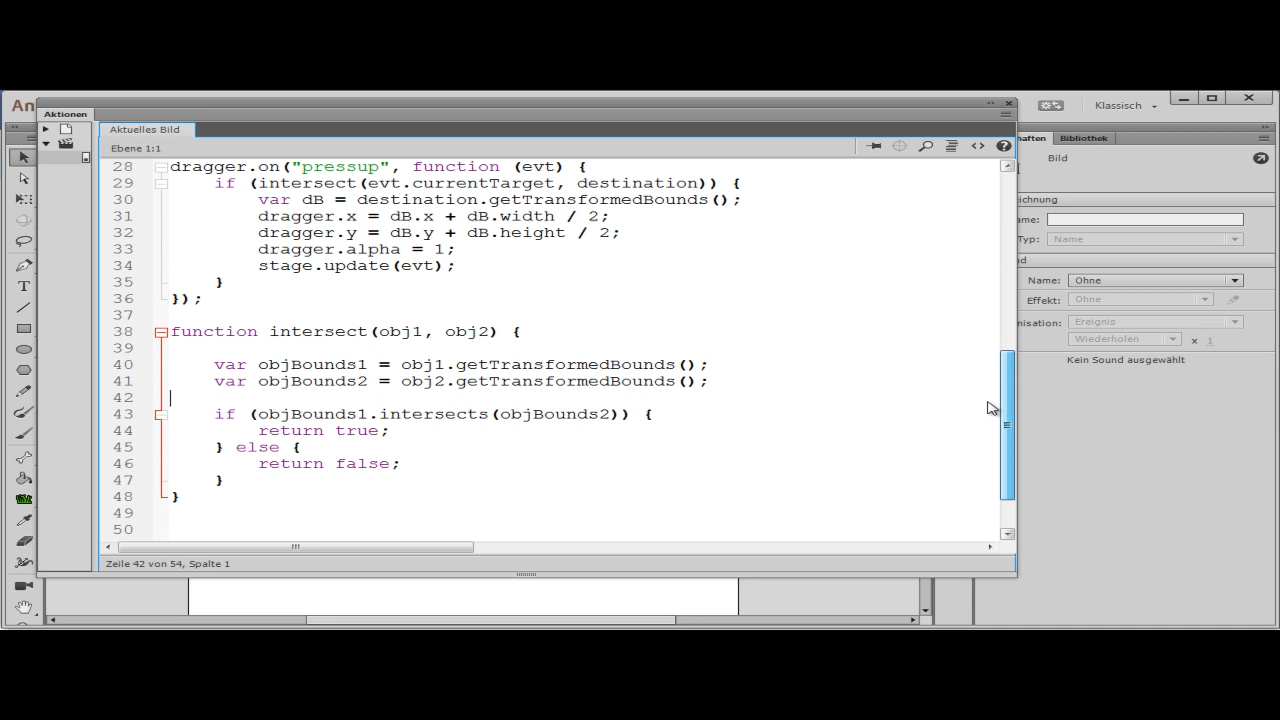 An
Klassisch
Aktionen
Aktuelles Bild
Ebene 1:1
haften Bibliothek
Bild
28 dragger.on("pressup", function (evt) {
29 if (intersect(evt.currentTarget, destination)) {
30 var dB = destination.getTransformedBounds();
31 dragger.x = dB.x + dB.width / 2;
32 dragger.y = dB.y + dB.height / 2;
33 dragger.alpha = 1;
34 stage.update(evt);
35 }
36 });
37
38 function intersect(obj1, obj2) {
39
40 var objBounds1 = obj1.getTransformedBounds();
41 var objBounds2 = obj2.getTransformedBounds();
42
43 if (objBounds1.intersects(objBounds2)) {
44 return true;
45 } else {
46 return false;
47 }
48 }
49
50
Zeile 42 von 54, Spalte 1
ichnung
ame:
Typ: Name
nd
Name: Ohne
Effekt: Ohne
nisation: Ereignis
Wiederholen x 1
Kein Sound ausgewählt